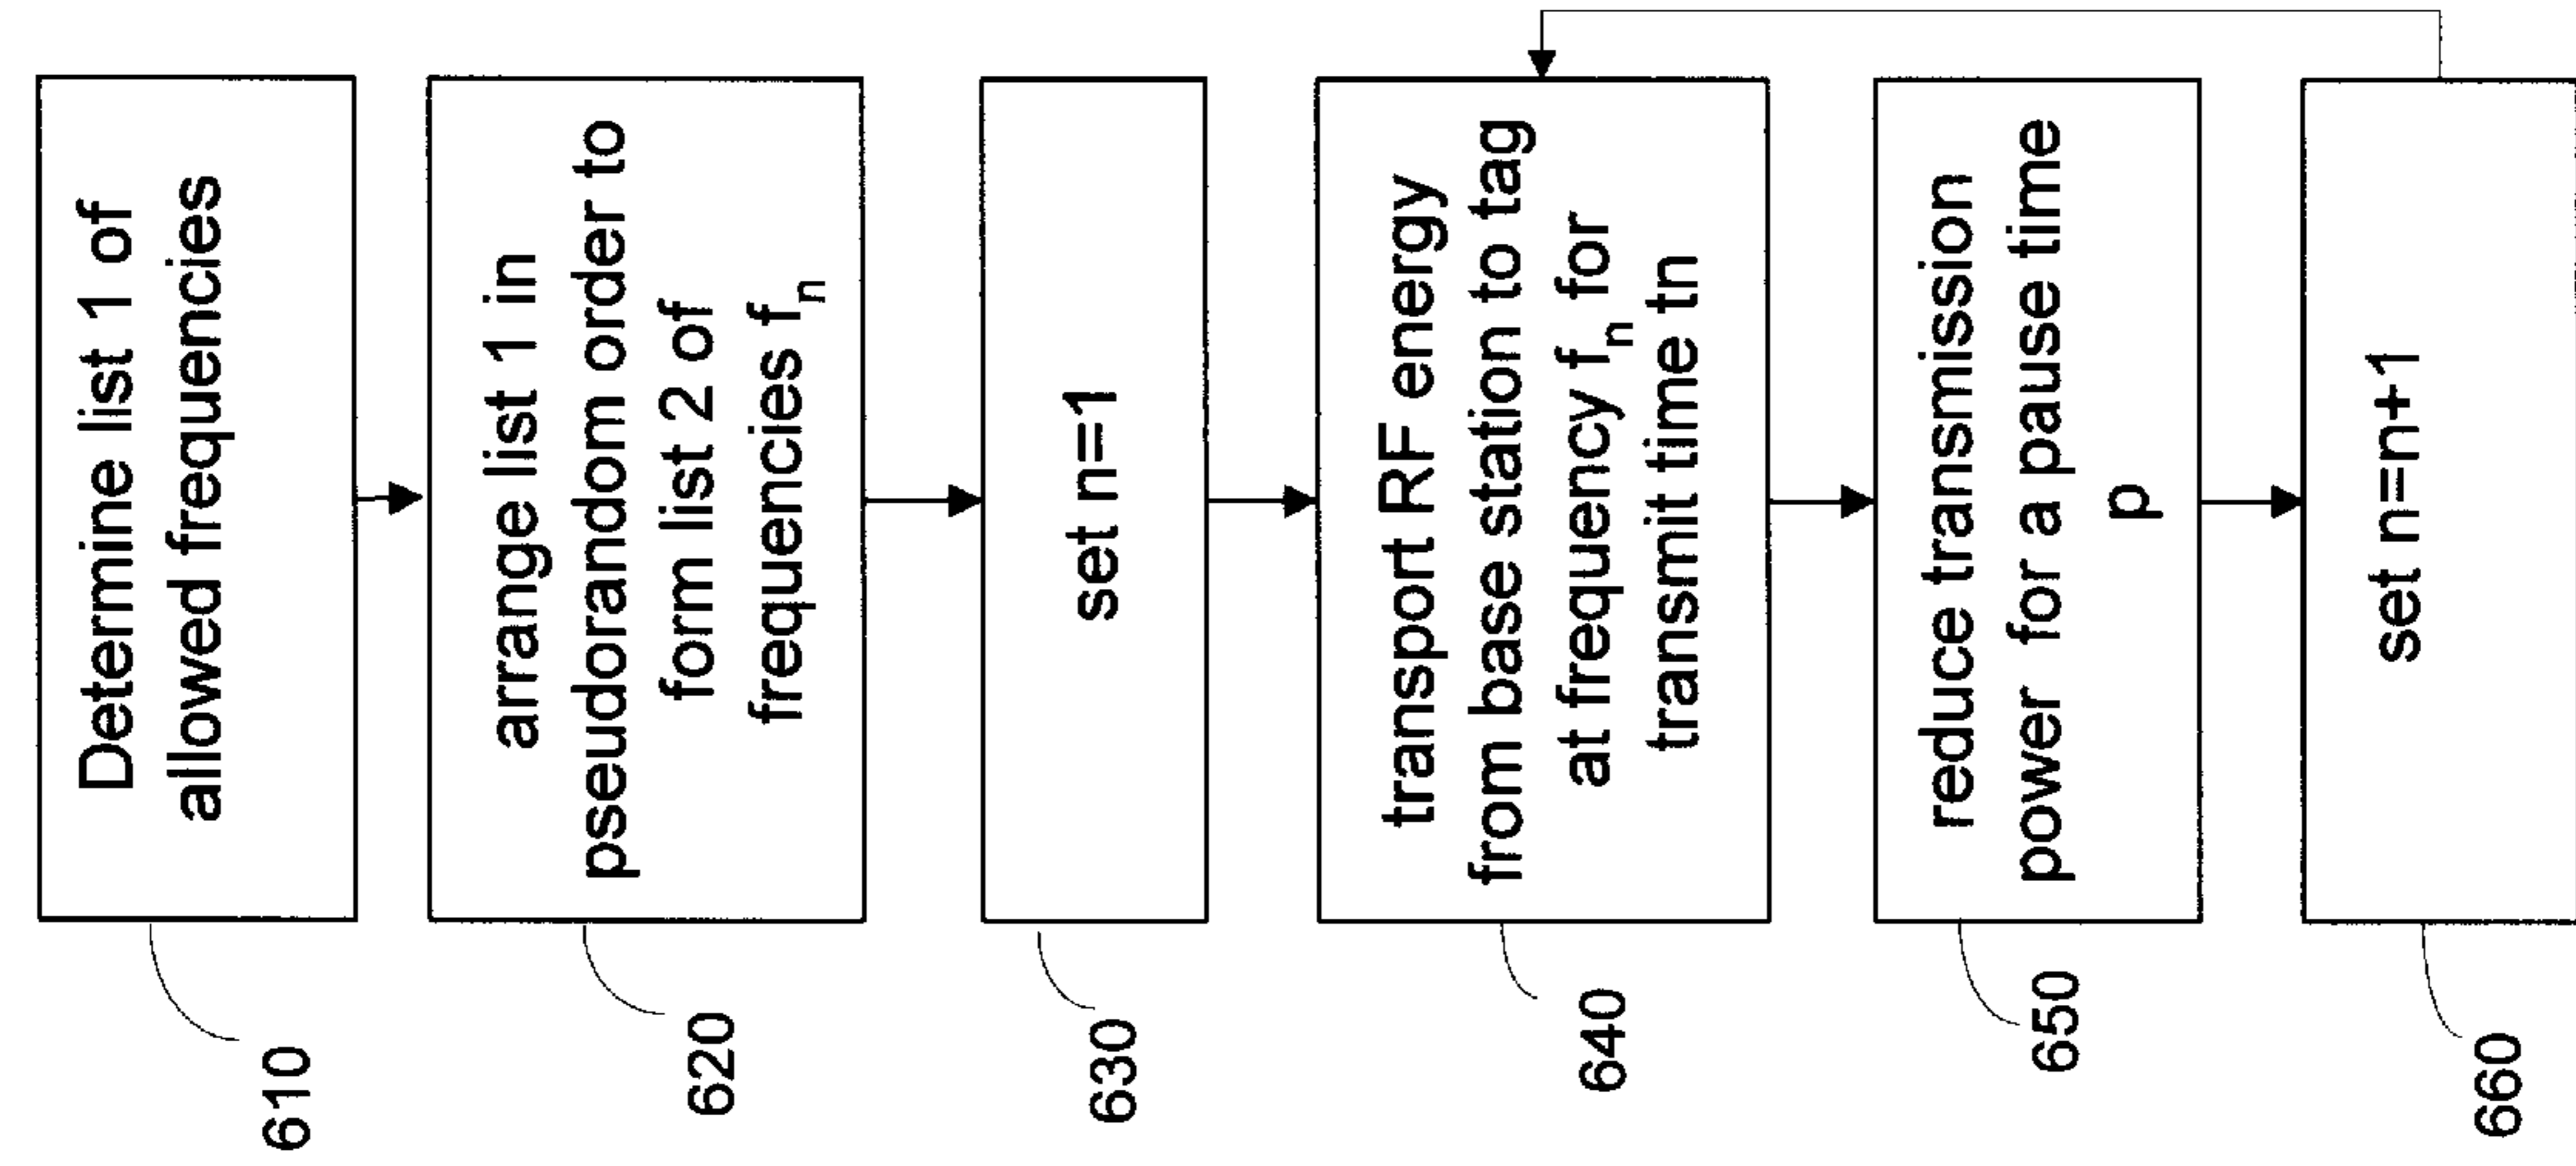 610
Determine list 1 of
allowed frequencies
620
arrange list 1 in
pseudorandom order to
form list 2 of
frequencies fn
630
set n=1
640
transport RF energy
from base station to tag
at frequency fn for
transmit time tn
650
reduce transmission
power for a pause time
p
660
set n=n+1